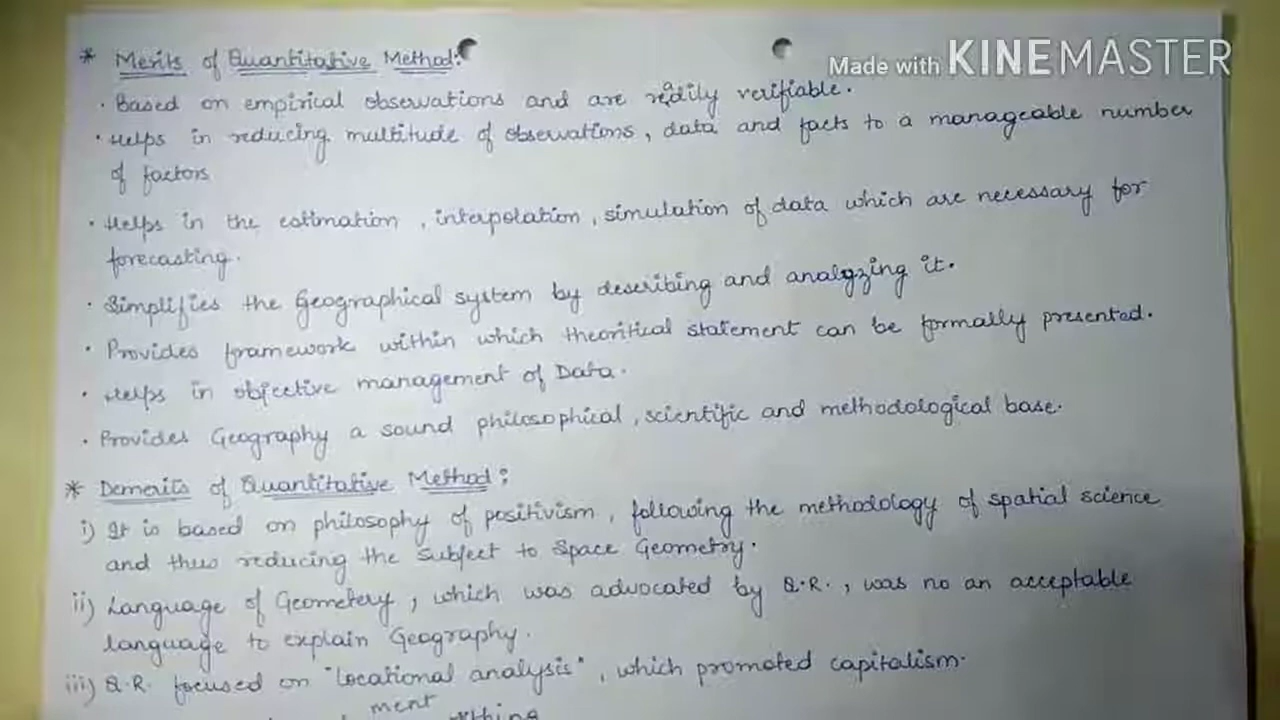 Made with KINEMASTER
* Merits of Quantitative Method:
· Based on empirical observations and are redily verifiable.
· Helps in reducing multitude of observations, data and facts to a manageable number
of factors
· Helps in the estimation, interpolation, simulation of data which are necessary for
forecasting.
· Simplifies the Geographical system by describing and analyzing it.
· Provides framework within which theoritical statement can be formally presented.
· Helps in objective management of Data.
· Provides Geography a sound philosophical, scientific and methodological base.
* Demerits of Quantitative Method:
i) It is based on philosophy of positivism, following the methodology of spatial science
and thus reducing the subject to Space Geometry.
ii) Language of Geometery, which was advocated by Q.R., was no an acceptable
language to explain Geography.
iii) Q.R. focused on "locational analysis", which promoted capitalism.
ment